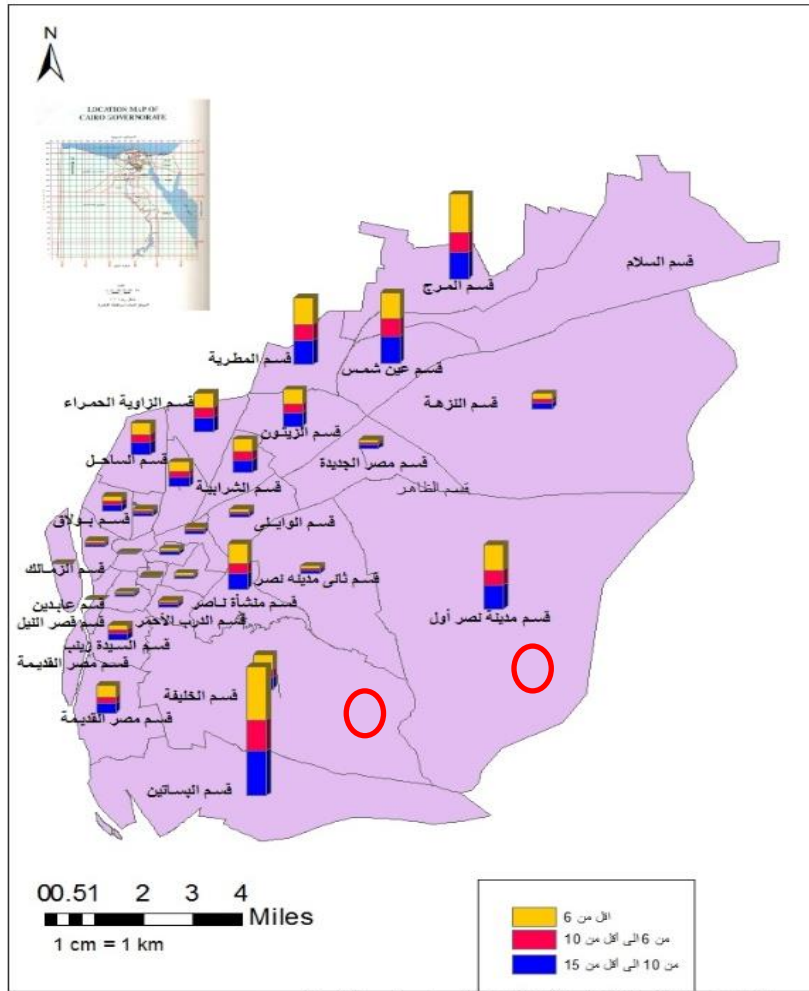 N
LOCATION MAP OF
CAIRO GOVERNORATE
قسم السلام
قسم المرج
قسم المطرية
قسم عين شمس
قسم النزهة
قسم الزاوية الحمراء
قسم الزيتون
قسم مصر الجديدة
قسم الساحل
قسم الشرابية
قسم الظاهر
قسم بولاق
قسم الوايلى
قسم الزمالك
قسم ثانى مدينه نصر
قسم منشأة ناصر
قسم مدينة نصر أول
قسم عابدين
قسم الدرب الأحمر
قسم قصر النيل
قسم السيدة زينب
قسم مصر القديمة
قسم الخليفة
قسم مصر القديمة
قسم البساتين
00.51 2 3 4
Miles
1 cm = 1 km
اقل من 6
من 6 الى أقل من 10
من 10 الى أقل من 15